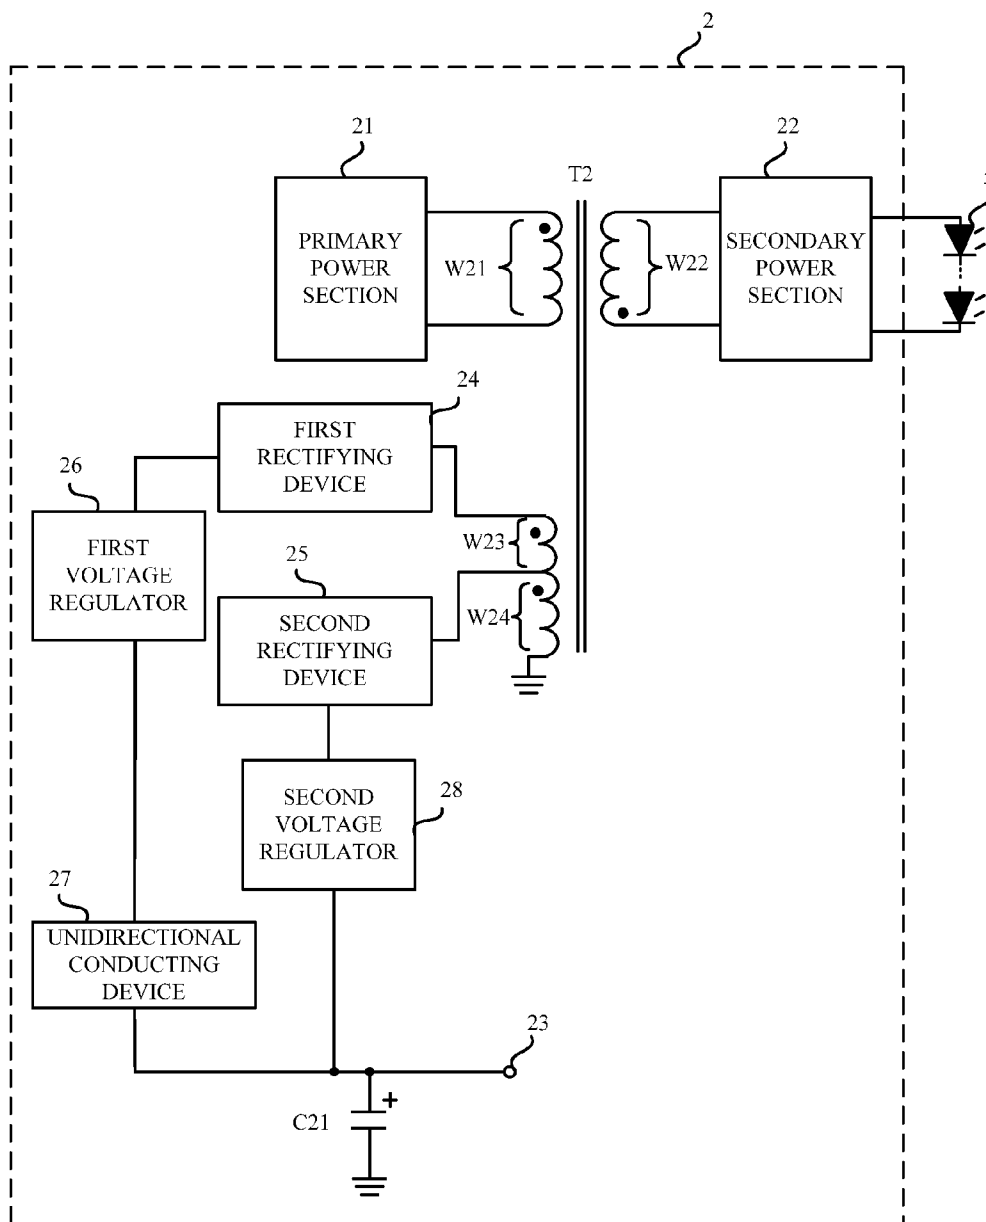 2
21
22
T2
PRIMARY
POWER
SECTION
W21
W22
SECONDARY
POWER
SECTION
24
FIRST
RECTIFYING
DEVICE
26
FIRST
VOLTAGE
REGULATOR
W23
25
SECOND
RECTIFYING
DEVICE
W24
SECOND
VOLTAGE
REGULATOR
28
27
UNIDIRECTIONAL
CONDUCTING
DEVICE
23
+
C21